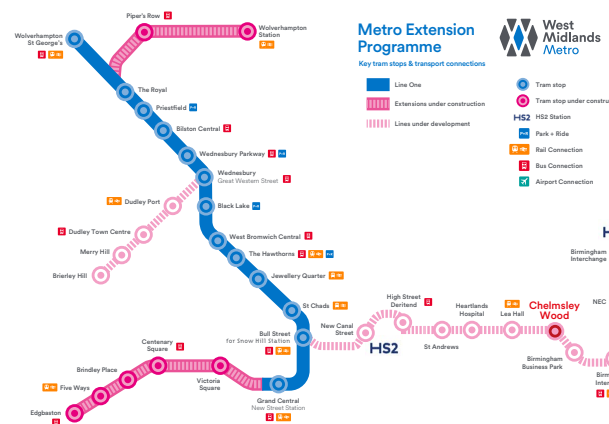 Piper's Row
Wolverhampton
Station
Wolverhampton
St George's
Metro Extension
Programme
Key tram stops & transport connections
West
Midlands
Metro
The Royal
Priestfield
Bilston Central
Wednesbury Parkway
Wednesbury
Great Western Street
Line One
Extensions under construction
Lines under development
Tram stop
Tram stop under constru
HS2
HS2 Station
Park + Ride
Rail Connection
Bus Connection
Airport Connection
Dudley Port
Black Lake
Dudley Town Centre
West Bromwich Central
Merry Hill
The Hawthorns
Brierley Hill
Jewellery Quarter
H
Birmingham
Interchange
St Chads
High Street
Deritend
Heartlands
Hospital
Lea Hall
Chelmsley
Wood
NEC
New Canal
Street
Bull Street
for Snow Hill Station
HS2
St Andrews
Birmingham
Business Park
Centenary
Square
Brindley Place
Victoria
Square
Five Ways
Grand Central
New Street Station
Edgbaston
Birm
Inter